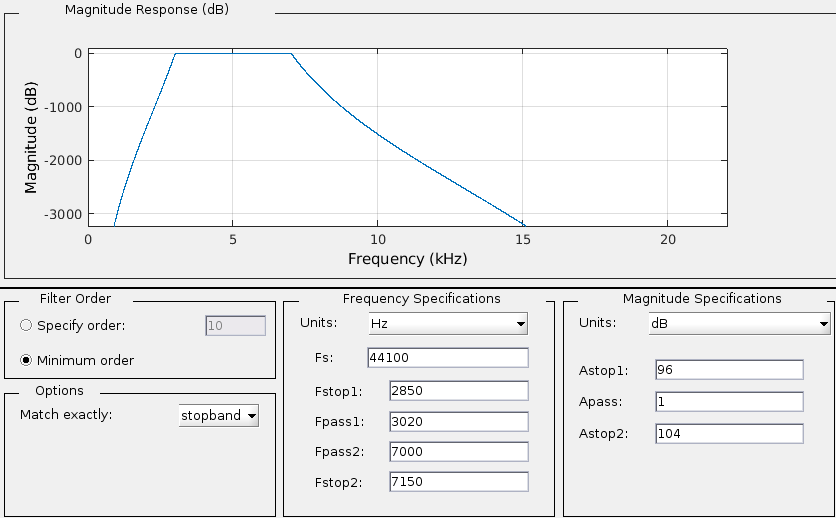 Magnitude Response (dB)
0
-1000
-2000
-3000
Magnitude (dB)
0 5 10 15 20
Frequency (kHz)
Filter Order
Specify order: 10
Minimum order
Options
Match exactly: stopband
Frequency Specifications
Units: Hz
Fs: 44100
Fstop1: 2850
Fpass1: 3020
Fpass2: 7000
Fstop2: 7150
Magnitude Specifications
Units: dB
Astop1: 96
Apass: 1
Astop2: 104